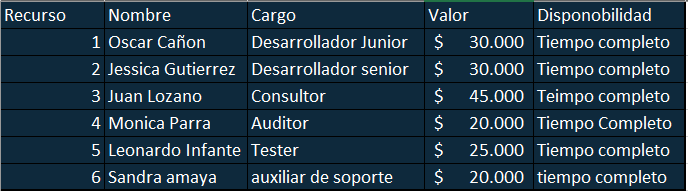 Recurso Nombre Cargo Valor Disponobilidad
1 Oscar Cañon Desarrollador Junior $ 30.000 Tiempo completo
2 Jessica Gutierrez Desarrollador senior $ 30.000 Tiempo completo
3 Juan Lozano Consultor $ 45.000 Teimpo completo
4 Monica Parra Auditor $ 20.000 Tiempo Completo
5 Leonardo Infante Tester $ 25.000 Tiempo completo
6 Sandra amaya auxiliar de soporte $ 20.000 tiempo completo